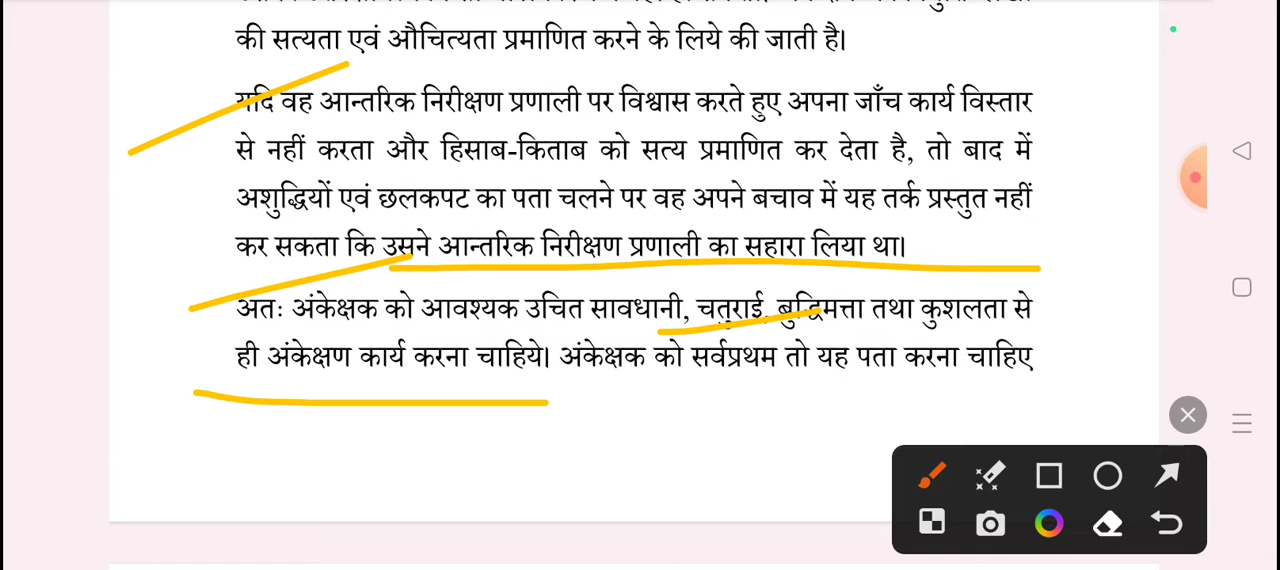 की सत्यता एवं औचित्यता प्रमाणित करने के लिये की जाती है।
यदि वह आन्तरिक निरीक्षण प्रणाली पर विश्वास करते हुए अपना जाँच कार्य विस्तार
से नहीं करता और हिसाब-किताब को सत्य प्रमाणित कर देता है, तो बाद में
अशुद्धियों एवं छलकपट का पता चलने पर वह अपने बचाव में यह तर्क प्रस्तुत नहीं
कर सकता कि उसने आन्तरिक निरीक्षण प्रणाली का सहारा लिया था।
अतः अंकेक्षक को आवश्यक उचित सावधानी, चतुराई, बुद्धिमत्ता तथा कुशलता से
ही अंकेक्षण कार्य करना चाहिये। अंकेक्षक को सर्वप्रथम तो यह पता करना चाहिए